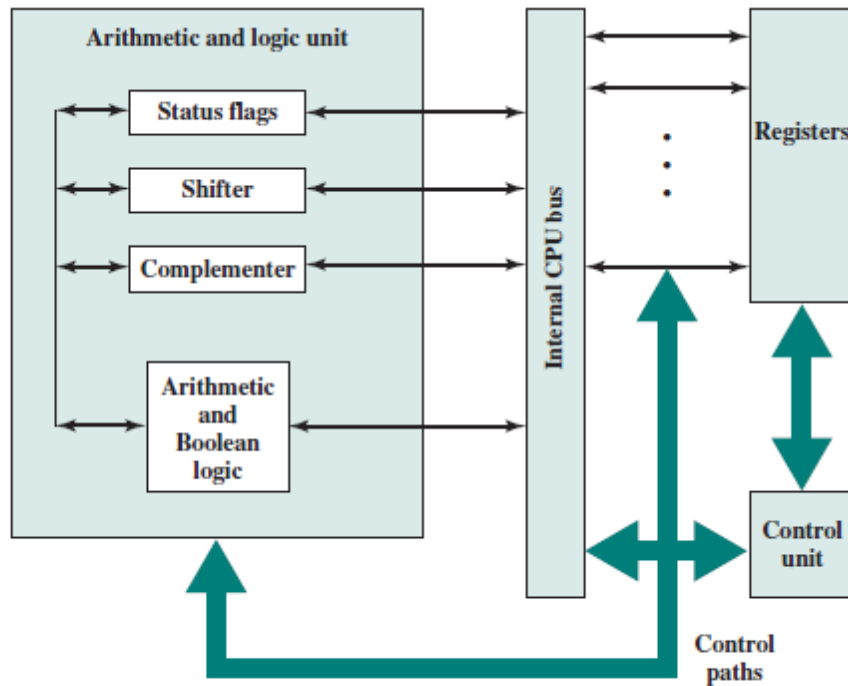 Arithmetic and logic unit
Status flags
Shifter
Complementer
Arithmetic
and
Boolean
logic
Internal CPU bus
Registers
Control
unit
Control
paths